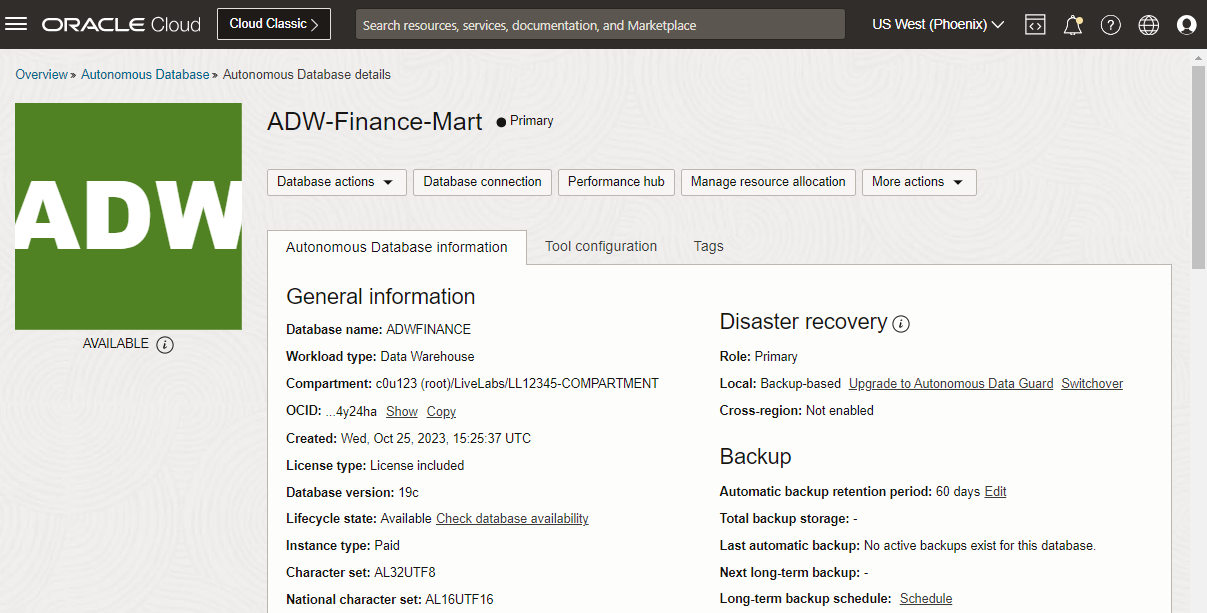 ORACLE Cloud
Cloud Classic
Search resources, services, documentation, and Marketplace
US West (Phoenix)
Overview » Autonomous Database » Autonomous Database details
ADW
AVAILABLE
ADW-Finance-Mart
Primary
Database actions
Database connection
Performance hub
Manage resource allocation
More actions
Autonomous Database information
Tool configuration
Tags
General information
Database name: ADWFINANCE
Workload type: Data Warehouse
Compartment: c0u123 (root)/LiveLabs/LL12345-COMPARTMENT
OCID: ...4y24ha Show Copy
Created: Wed, Oct 25, 2023, 15:25:37 UTC
License type: License included
Database version: 19c
Lifecycle state: Available Check database availability
Instance type: Paid
Character set: AL32UTF8
National character set: AL16UTF16
Disaster recovery
Role: Primary
Local: Backup-based Upgrade to Autonomous Data Guard Switchover
Cross-region: Not enabled
Backup
Automatic backup retention period: 60 days Edit
Total backup storage: -
Last automatic backup: No active backups exist for this database.
Next long-term backup: -
Long-term backup schedule: Schedule